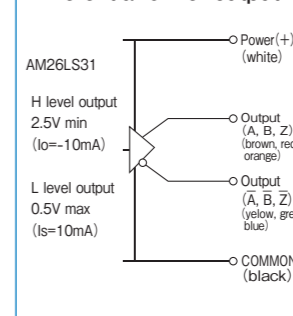 Power(+)
(white)
AM26LS31
H level output
2.5V min
(Io=-10mA)
Output
(A, B, Z)
(brown, red
orange)
L level output
0.5V max
(Is=10mA)
Output
(A̅, B̅, Z̅)
(yelow,
blue)
COMMON
(black)